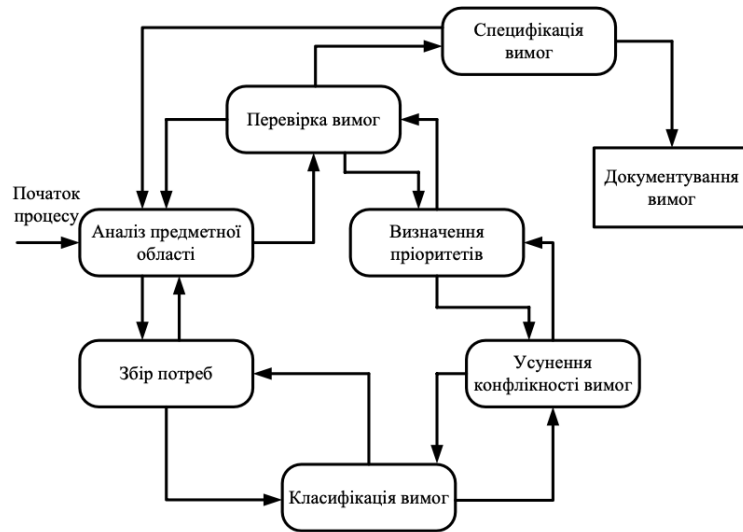 Специфікація
вимог
Перевірка вимог
Документування
вимог
Початок
процесу
Аналіз предметної
області
Визначення
пріоритетів
Збір потреб
Усунення
конфлікності вимог
Класифікація вимог